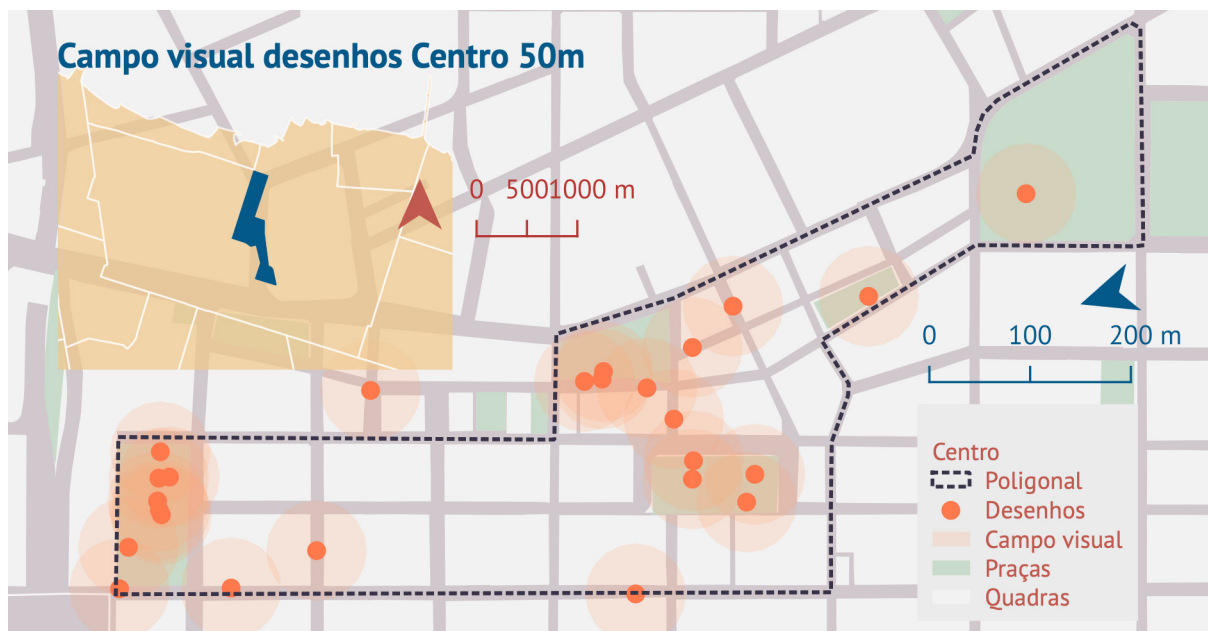 Campo visual desenhos Centro 50m
0 5001000 m
0 100 200 m
Centro
Poligonal
Desenhos
Campo visual
Praças
Quadras